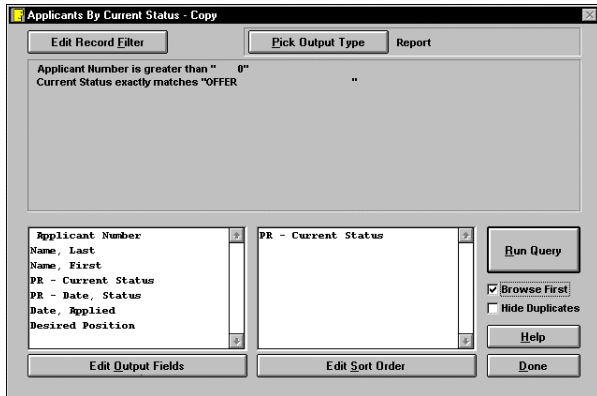 Applicants By Current Status - Copy
Edit Record Filter
Pick Output Type
Report
Applicant Number is greater than "      0"
Current Status exactly matches "OFFER                              "
Applicant Number
Name, Last
Name, First
PR - Current Status
PR - Date, Status
Date, Applied
Desired Position
PR - Current Status
Run Query
Browse First
Hide Duplicates
Help
Edit Output Fields
Edit Sort Order
Done